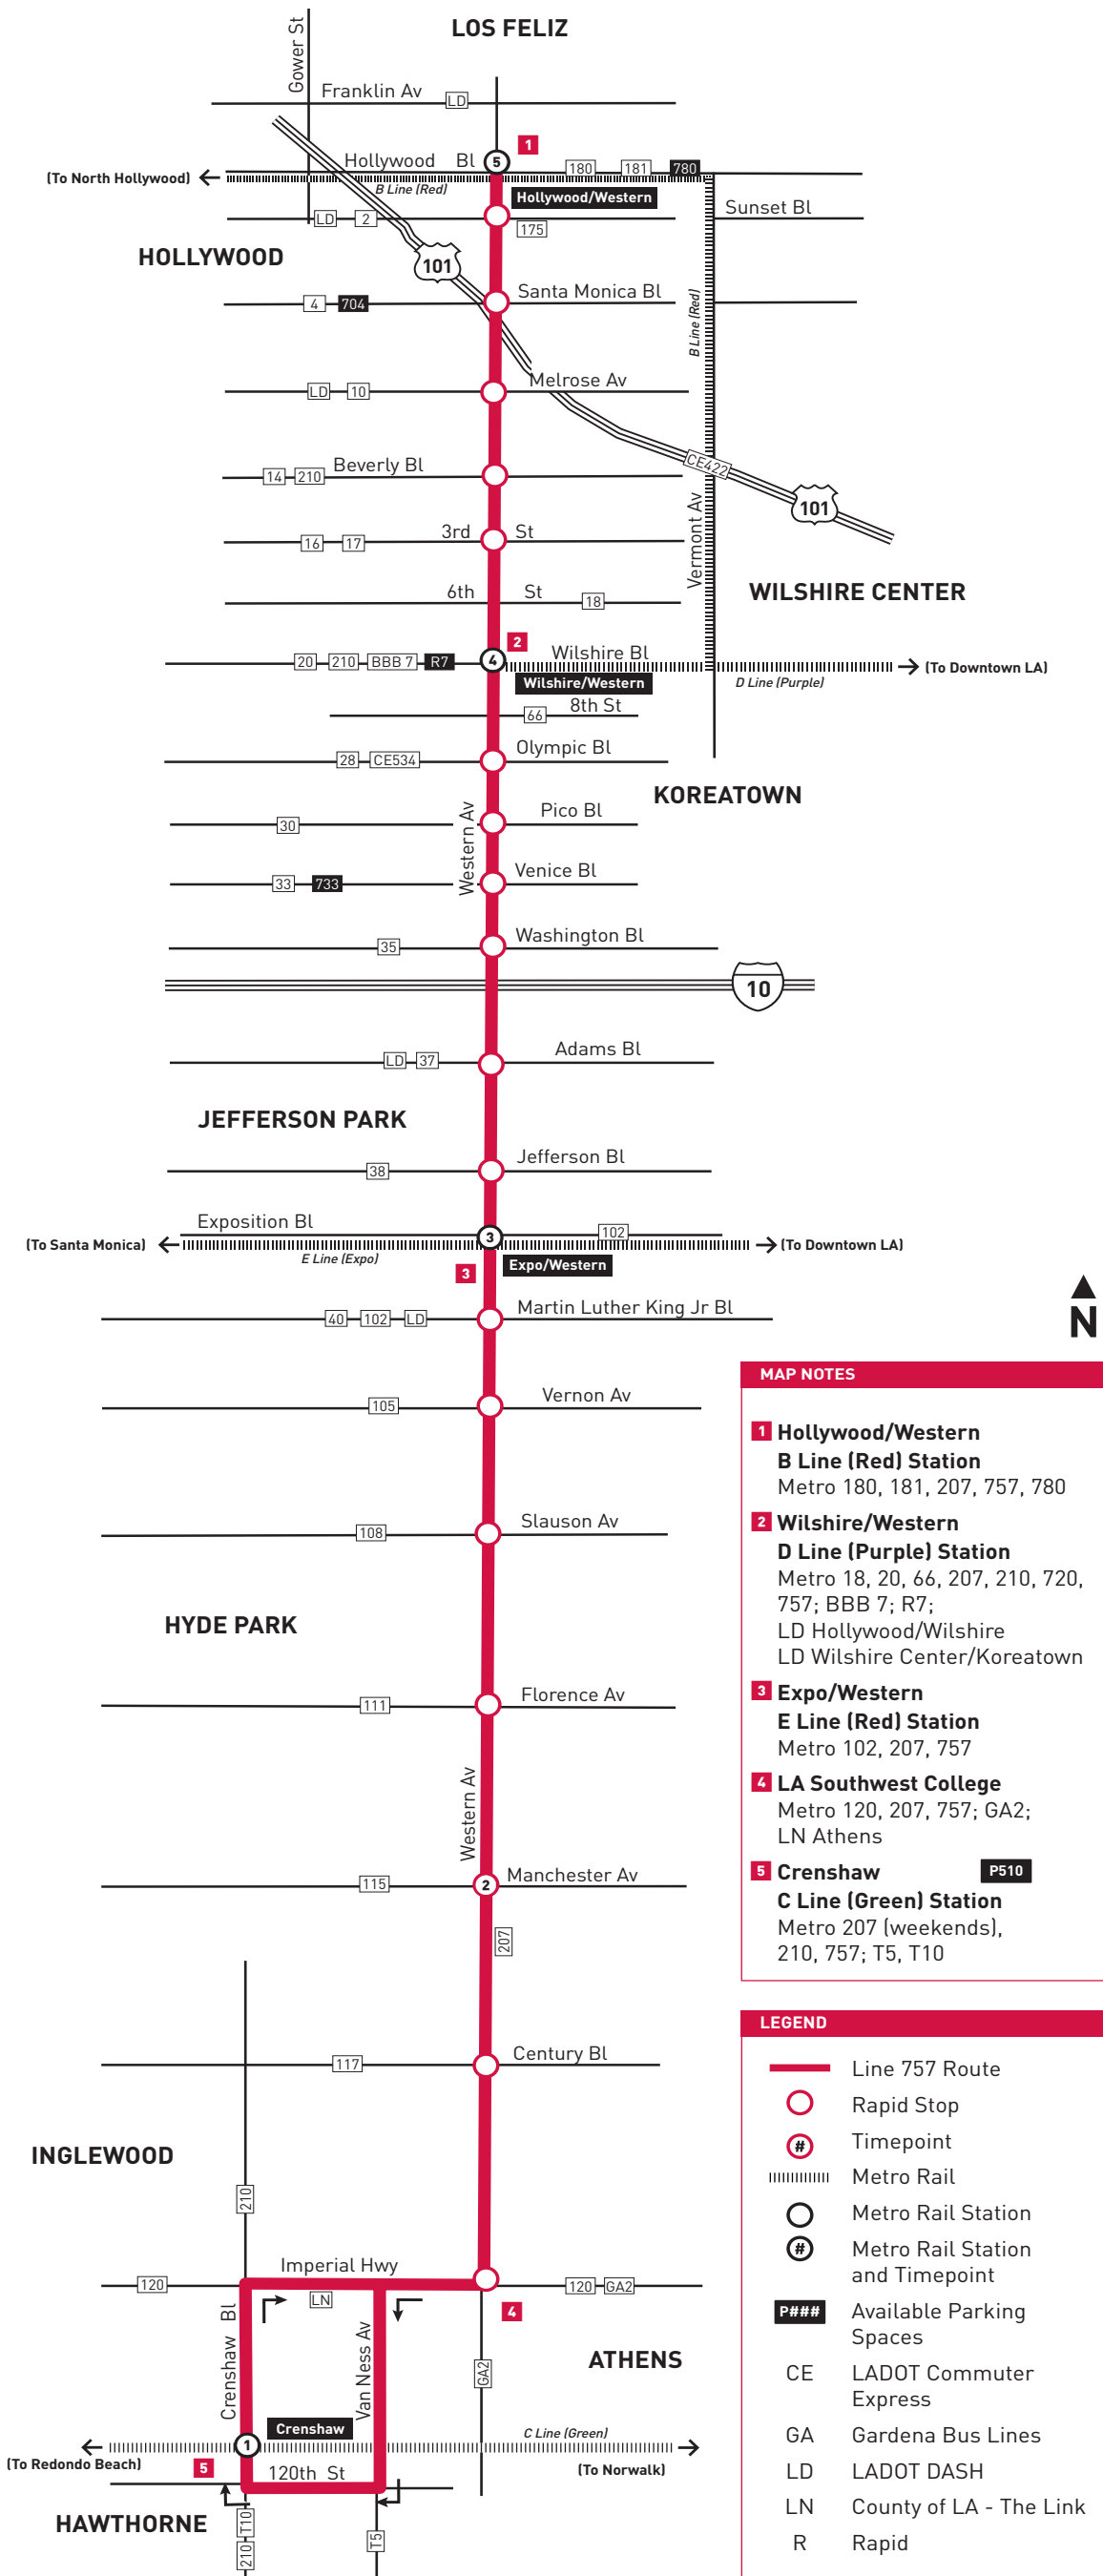 LOS FELIZ
Gower St
Franklin Av
LD
1
Hollywood Bl
5
180
181
780
(To North Hollywood)
B Line (Red)
Hollywood/Western
Sunset Bl
LD
2
175
HOLLYWOOD
101
Santa Monica Bl
4
704
B Line (Red)
Melrose Av
LD
10
Beverly Bl
14
210
CE422
101
Vermont Av
3rd St
16
17
6th St
18
WILSHIRE CENTER
2
Wilshire Bl
20
210
BBB 7
R7
4
(To Downtown LA)
Wilshire/Western
D Line (Purple)
8th St
66
Olympic Bl
28
CE534
KOREATOWN
Western Av
Pico Bl
30
Venice Bl
33
733
Washington Bl
35
10
Adams Bl
LD
37
JEFFERSON PARK
Jefferson Bl
38
Exposition Bl
3
102
(To Santa Monica)
E Line (Expo)
(To Downtown LA)
Expo/Western
3
Martin Luther King Jr Bl
40
102
LD
N
Vernon Av
105
Slauson Av
108
HYDE PARK
Florence Av
111
Western Av
Manchester Av
115
2
207
Century Bl
117
INGLEWOOD
210
Imperial Hwy
120
LN
120
GA2
4
Crenshaw Bl
Van Ness Av
GA2
ATHENS
Crenshaw
1
C Line (Green)
(To Redondo Beach)
(To Norwalk)
5
120th St
HAWTHORNE
T10
210
T5
MAP NOTES
1 Hollywood/Western
B Line (Red) Station
Metro 180, 181, 207, 757, 780
2 Wilshire/Western
D Line (Purple) Station
Metro 18, 20, 66, 207, 210, 720,
757; BBB 7; R7;
LD Hollywood/Wilshire
LD Wilshire Center/Koreatown
3 Expo/Western
E Line (Red) Station
Metro 102, 207, 757
4 LA Southwest College
Metro 120, 207, 757; GA2;
LN Athens
5 Crenshaw P510
C Line (Green) Station
Metro 207 (weekends),
210, 757; T5, T10
LEGEND
Line 757 Route
Rapid Stop
# Timepoint
Metro Rail
Metro Rail Station
# Metro Rail Station
and Timepoint
P### Available Parking
Spaces
CE LADOT Commuter
Express
GA Gardena Bus Lines
LD LADOT DASH
LN County of LA - The Link
R Rapid